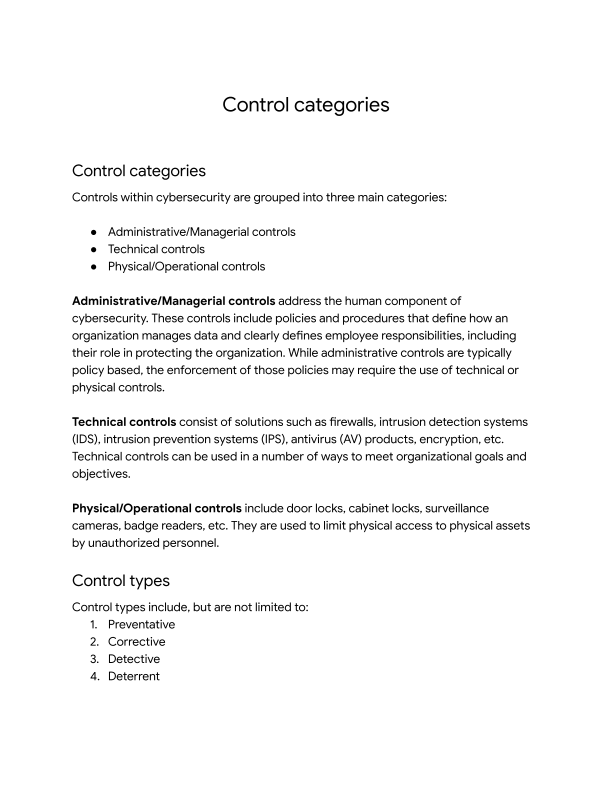 Control categories
Control categories
Controls within cybersecurity are grouped into three main categories:
● Administrative/Managerial controls
● Technical controls
● Physical/Operational controls
Administrative/Managerial controls address the human component of
cybersecurity. These controls include policies and procedures that define how an
organization manages data and clearly defines employee responsibilities, including
their role in protecting the organization. While administrative controls are typically
policy based, the enforcement of those policies may require the use of technical or
physical controls.
Technical controls consist of solutions such as firewalls, intrusion detection systems
(IDS), intrusion prevention systems (IPS), antivirus (AV) products, encryption, etc.
Technical controls can be used in a number of ways to meet organizational goals and
objectives.
Physical/Operational controls include door locks, cabinet locks, surveillance
cameras, badge readers, etc. They are used to limit physical access to physical assets
by unauthorized personnel.
Control types
Control types include, but are not limited to:
1. Preventative
2. Corrective
3. Detective
4. Deterrent